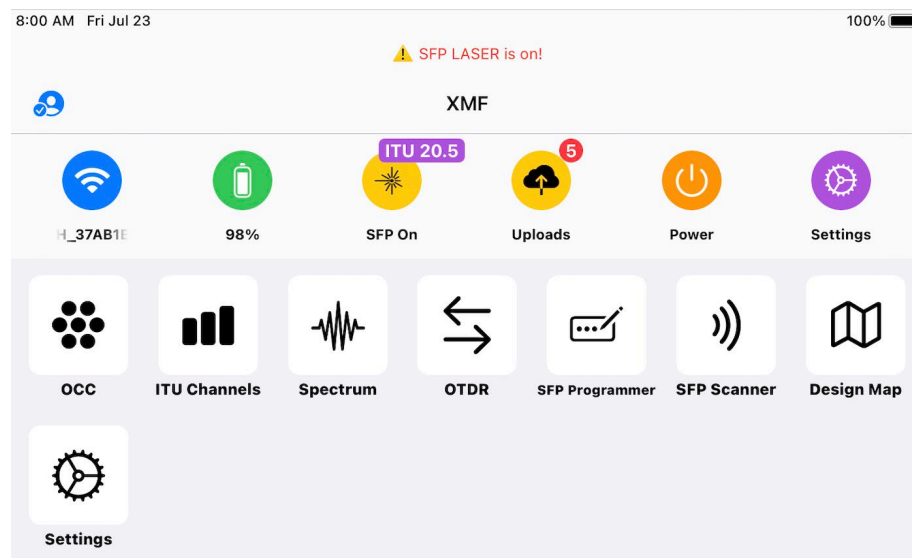 8:00 AM Fri Jul 23
100%
SFP LASER is on!
XMF
ITU 20.5
5
H_37AB1E
98%
SFP On
Uploads
Power
Settings
OCC
ITU Channels
Spectrum
OTDR
SFP Programmer
SFP Scanner
Design Map
Settings